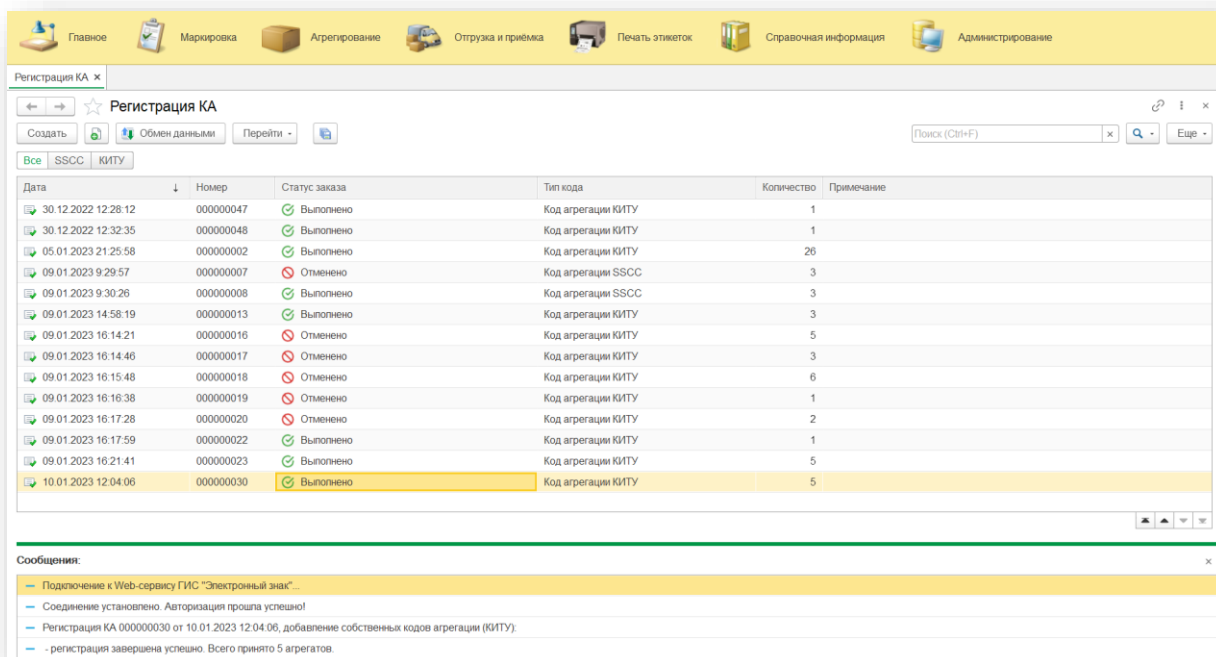 Главное Маркировка Агрегирование Отгрузка и приёмка Печать этикеток Справочная информация Администрирование
Регистрация КА ×
Регистрация КА
Создать Обмен данными Перейти Поиск (Ctrl+F) × Еще
Все SSCC КИТУ
Дата ↓ Номер Статус заказа Тип кода Количество Примечание
30.12.2022 12:28:12 000000047 Выполнено Код агрегации КИТУ 1
30.12.2022 12:32:35 000000048 Выполнено Код агрегации КИТУ 1
05.01.2023 21:25:58 000000002 Выполнено Код агрегации КИТУ 26
09.01.2023 9:29:57 000000007 Отменено Код агрегации SSCC 3
09.01.2023 9:30:26 000000008 Выполнено Код агрегации SSCC 3
09.01.2023 14:58:19 000000013 Выполнено Код агрегации КИТУ 3
09.01.2023 16:14:21 000000016 Отменено Код агрегации КИТУ 5
09.01.2023 16:14:46 000000017 Отменено Код агрегации КИТУ 3
09.01.2023 16:15:48 000000018 Отменено Код агрегации КИТУ 6
09.01.2023 16:16:38 000000019 Отменено Код агрегации КИТУ 1
09.01.2023 16:17:28 000000020 Отменено Код агрегации КИТУ 2
09.01.2023 16:17:59 000000022 Выполнено Код агрегации КИТУ 1
09.01.2023 16:21:41 000000023 Выполнено Код агрегации КИТУ 5
10.01.2023 12:04:06 000000030 Выполнено Код агрегации КИТУ 5
Сообщения: ×
– Подключение к Web-сервису ГИС "Электронный знак"...
– Соединение установлено. Авторизация прошла успешно!
– Регистрация КА 000000030 от 10.01.2023 12:04:06, добавление собственных кодов агрегации (КИТУ):
– - регистрация завершена успешно. Всего принято 5 агрегатов.